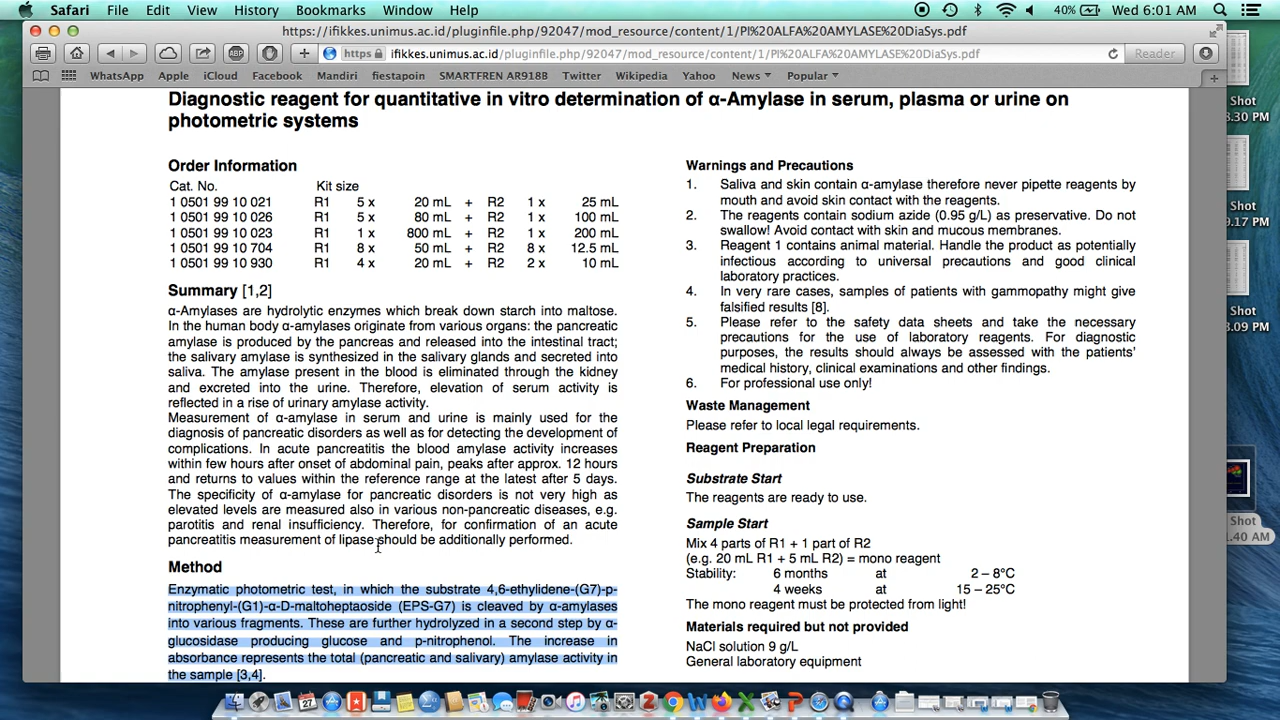 Safari File Edit View History Bookmarks Window Help 40% Wed 6:01 AM
https://ifikkes.unimus.ac.id/pluginfile.php/92047/mod_resource/content/1/PI%20ALFA%20AMYLASE%20DiaSys.pdf
ABP https ifikkes.unimus.ac.id/pluginfile.php/92047/mod_resource/content/1/PI%20ALFA%20AMYLASE%20DiaSys.pdf Reader
WhatsApp Apple iCloud Facebook Mandiri fiestapoin SMARTFREN AR918B Twitter Wikipedia Yahoo News Popular
Diagnostic reagent for quantitative in vitro determination of α-Amylase in serum, plasma or urine on
photometric systems
Order Information
Cat. No. Kit size
1 0501 99 10 021 R1 5 x 20 mL + R2 1 x 25 mL
1 0501 99 10 026 R1 5 x 80 mL + R2 1 x 100 mL
1 0501 99 10 023 R1 1 x 800 mL + R2 1 x 200 mL
1 0501 99 10 704 R1 8 x 50 mL + R2 8 x 12.5 mL
1 0501 99 10 930 R1 4 x 20 mL + R2 2 x 10 mL
Summary [1,2]
α-Amylases are hydrolytic enzymes which break down starch into maltose.
In the human body α-amylases originate from various organs: the pancreatic
amylase is produced by the pancreas and released into the intestinal tract;
the salivary amylase is synthesized in the salivary glands and secreted into
saliva. The amylase present in the blood is eliminated through the kidney
and excreted into the urine. Therefore, elevation of serum activity is
reflected in a rise of urinary amylase activity.
Measurement of α-amylase in serum and urine is mainly used for the
diagnosis of pancreatic disorders as well as for detecting the development of
complications. In acute pancreatitis the blood amylase activity increases
within few hours after onset of abdominal pain, peaks after approx. 12 hours
and returns to values within the reference range at the latest after 5 days.
The specificity of α-amylase for pancreatic disorders is not very high as
elevated levels are measured also in various non-pancreatic diseases, e.g.
parotitis and renal insufficiency. Therefore, for confirmation of an acute
pancreatitis measurement of lipase should be additionally performed.
Method
Enzymatic photometric test, in which the substrate 4,6-ethylidene-(G7)-p-
nitrophenyl-(G1)-α-D-maltoheptaoside (EPS-G7) is cleaved by α-amylases
into various fragments. These are further hydrolyzed in a second step by α-
glucosidase producing glucose and p-nitrophenol. The increase in
absorbance represents the total (pancreatic and salivary) amylase activity in
the sample [3,4].
Warnings and Precautions
1. Saliva and skin contain α-amylase therefore never pipette reagents by
mouth and avoid skin contact with the reagents.
2. The reagents contain sodium azide (0.95 g/L) as preservative. Do not
swallow! Avoid contact with skin and mucous membranes.
3. Reagent 1 contains animal material. Handle the product as potentially
infectious according to universal precautions and good clinical
laboratory practices.
4. In very rare cases, samples of patients with gammopathy might give
falsified results [8].
5. Please refer to the safety data sheets and take the necessary
precautions for the use of laboratory reagents. For diagnostic
purposes, the results should always be assessed with the patients'
medical history, clinical examinations and other findings.
6. For professional use only!
Waste Management
Please refer to local legal requirements.
Reagent Preparation
Substrate Start
The reagents are ready to use.
Sample Start
Mix 4 parts of R1 + 1 part of R2
(e.g. 20 mL R1 + 5 mL R2) = mono reagent
Stability: 6 months at 2 – 8°C
4 weeks at 15 – 25°C
The mono reagent must be protected from light!
Materials required but not provided
NaCl solution 9 g/L
General laboratory equipment
Shot
8.30 PM
Shot
9.17 PM
Shot
8.09 PM
Shot
1.40 AM
27